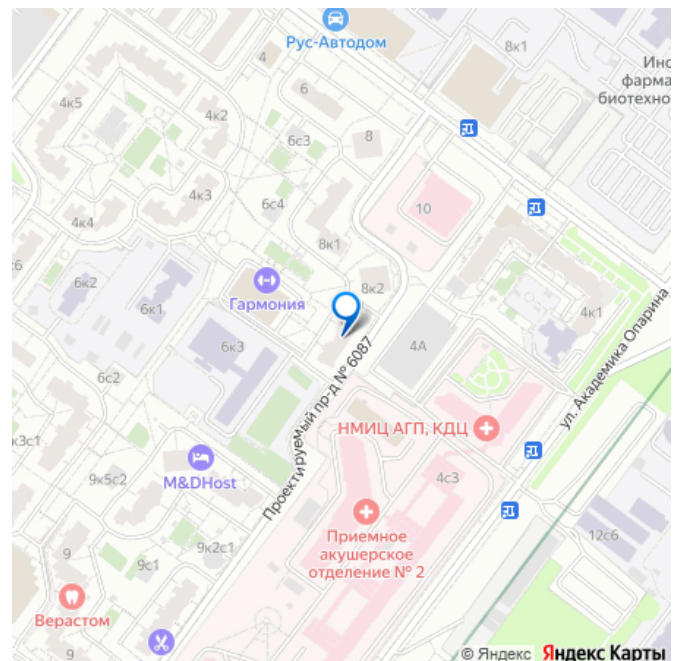 Рус-Автодом
8к1
Инс
фарма
биотехно
4
6
4к5
4к2
6с3
8
4к3
6с4
10
4к4
8к1
с6
6к2
Гармония
8к2
6к1
4к1
ул. Академика Опарина
6к3
4А
Проектируемый пр-д № 6087
6с2
НМИЦ АГП, КДЦ
к3с1
9к5с2
M&DHost
4с3
Приемное
акушерское
отделение № 2
12с6
9
9с1
9к2с1
Верастом
© Яндекс Яндекс Карты